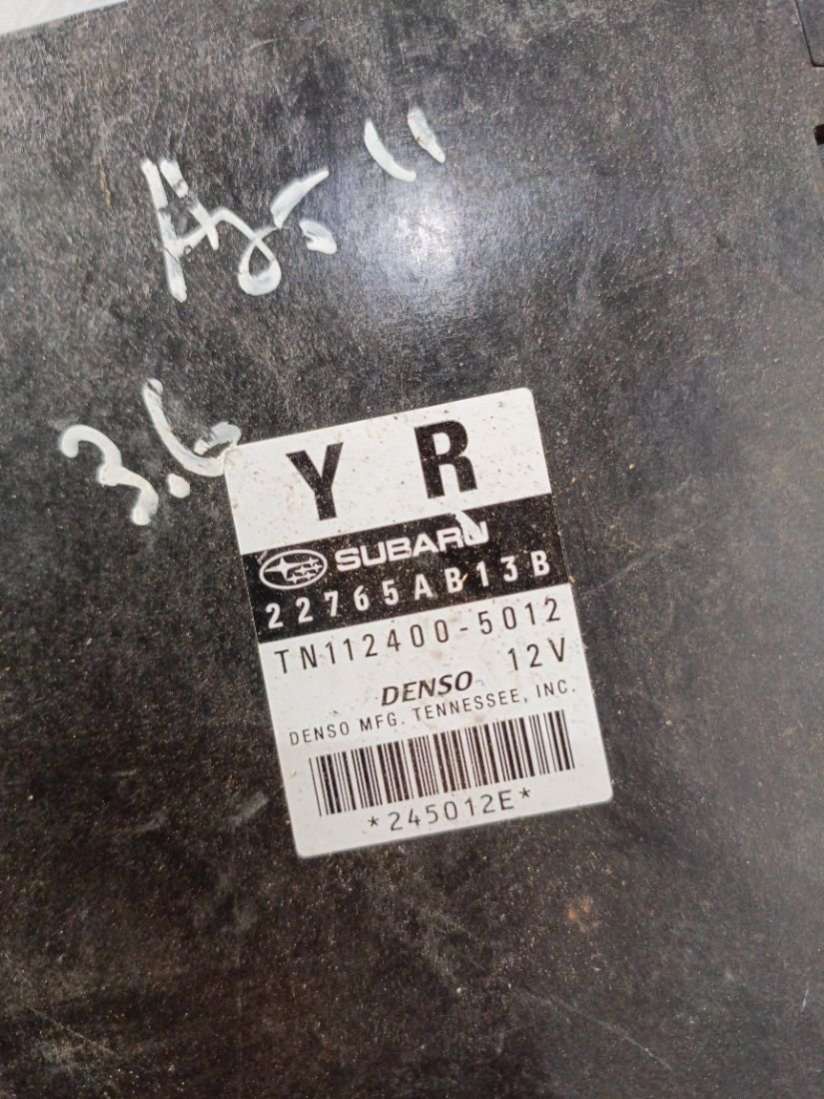 3.6
Y R
SUBARU
22765AB13B
TN112400-5012
12V
DENSO
DENSO MFG. TENNESSEE, INC.
*245012E*